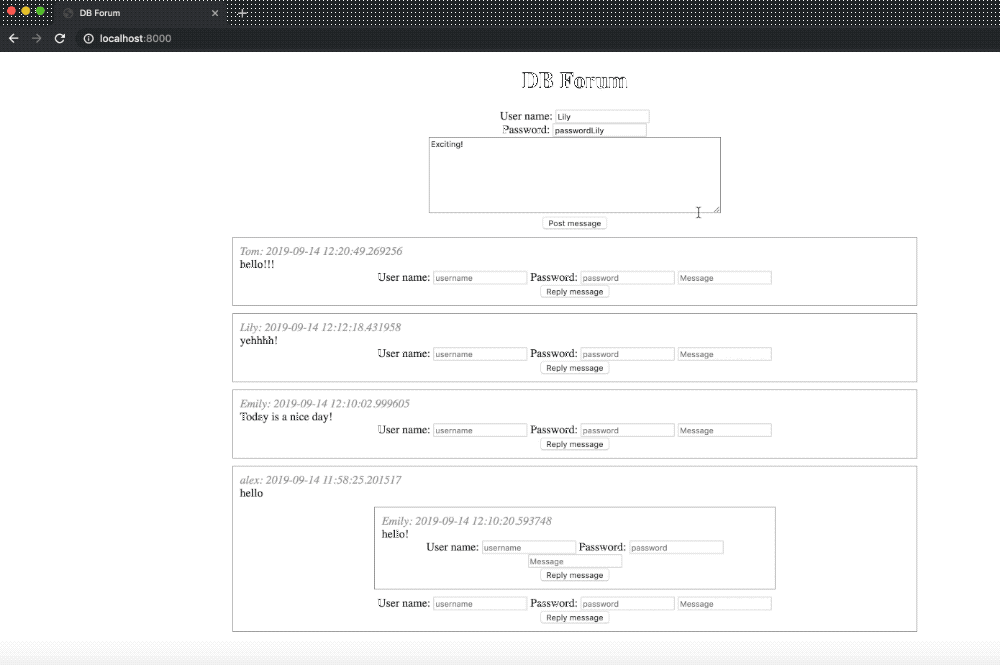 DB Forum
localhost:8000
DB Forum
User name: Lily
Password: passwordLily
Exciting!
Post message
Tom: 2019-09-14 12:20:49.269256
hello!!!
User name: username Password: password Message
Reply message
Lily: 2019-09-14 12:12:18.431958
yehhhh!
User name: username Password: password Message
Reply message
Emily: 2019-09-14 12:10:02.999605
Today is a nice day!
User name: username Password: password Message
Reply message
alex: 2019-09-14 11:58:25.201517
hello
Emily: 2019-09-14 12:10:20.593748
hello!
User name: username Password: password
Message
Reply message
User name: username Password: password Message
Reply message